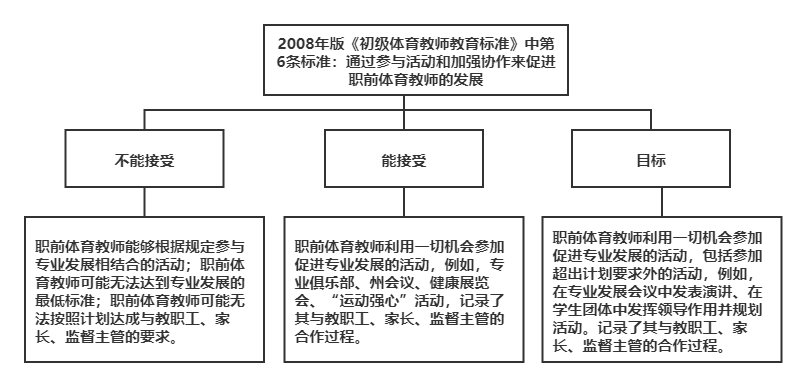 2008年版《初级体育教师教育标准》中第
6条标准：通过参与活动和加强协作来促进
职前体育教师的发展
不能接受
能接受
目标
职前体育教师能够根据规定参与
专业发展相结合的活动；职前体
育教师可能无法达到专业发展的
最低标准；职前体育教师可能无
法按照计划达成与教职工、家
长、监督主管的要求。
职前体育教师利用一切机会参加
促进专业发展的活动，例如，专
业俱乐部、州会议、健康展览
会、“运动强心”活动，记录了
其与教职工、家长、监督主管的
合作过程。
职前体育教师利用一切机会参加
促进专业发展的活动，包括参加
超出计划要求外的活动，例如，
在专业发展会议中发表演讲、在
学生团体中发挥领导作用并规划
活动。记录了其与教职工、家
长、监督主管的合作过程。